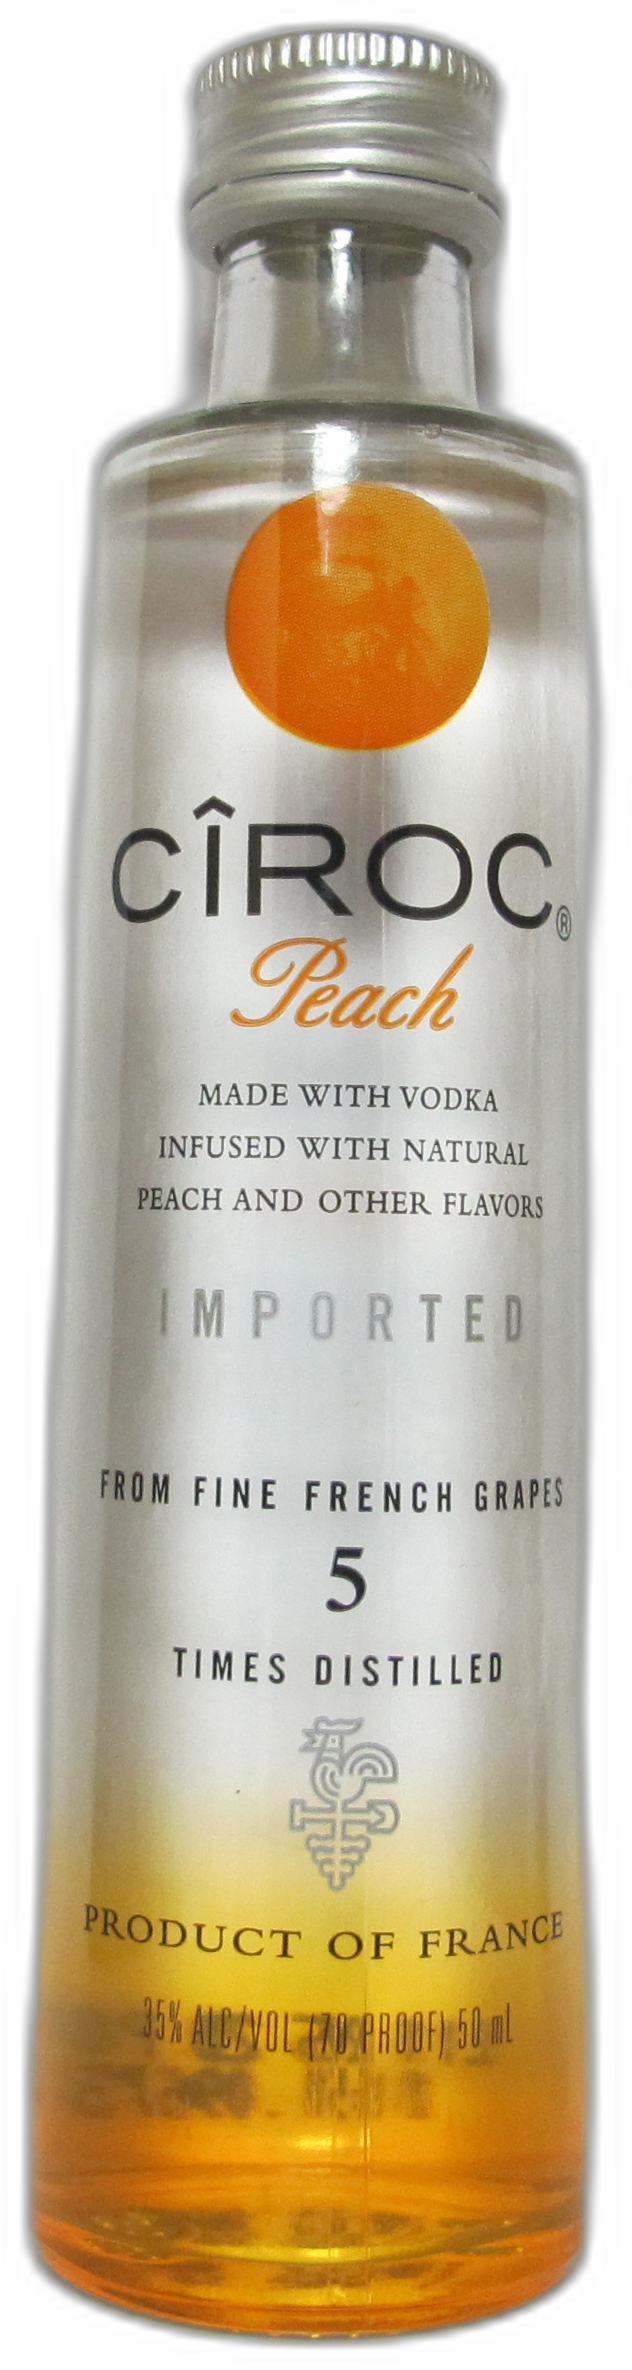 CÎROC®
Peach
MADE WITH VODKA
INFUSED WITH NATURAL
PEACH AND OTHER FLAVORS
IMPORTED
FROM FINE FRENCH GRAPES
5
TIMES DISTILLED
PRODUCT OF FRANCE
35% ALC/VOL (70 PROOF) 50 mL